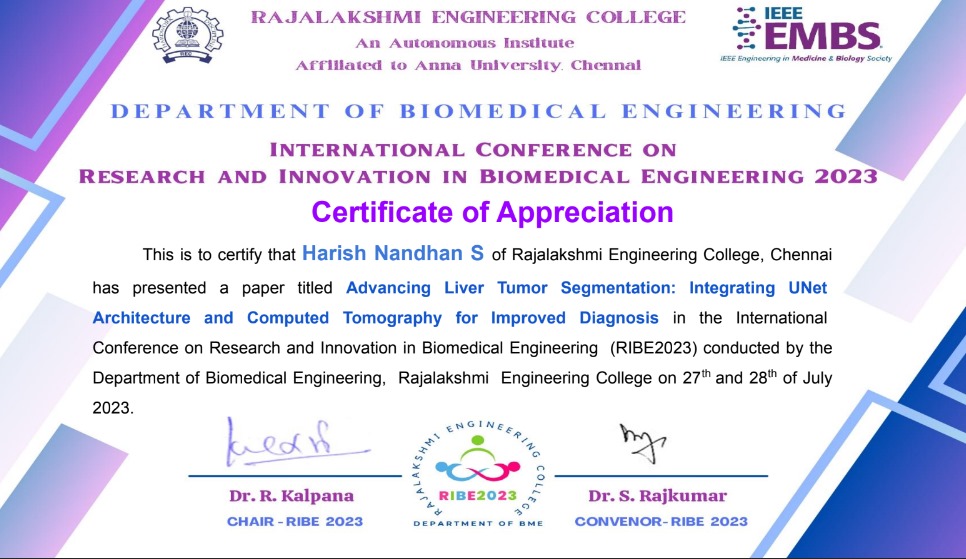 RAJALAKSHMI ENGINEERING COLLEGE
An Autonomous Institute
Affiliated to Anna University, Chennai
IEEE
EMBS
IEEE Engineering in Medicine & Biology Society
REC
DEPARTMENT OF BIOMEDICAL ENGINEERING
INTERNATIONAL CONFERENCE ON
RESEARCH AND INNOVATION IN BIOMEDICAL ENGINEERING 2023
Certificate of Appreciation
This is to certify that Harish Nandhan S of Rajalakshmi Engineering College, Chennai
has presented a paper titled Advancing Liver Tumor Segmentation: Integrating UNet
Architecture and Computed Tomography for Improved Diagnosis in the International
Conference on Research and Innovation in Biomedical Engineering (RIBE2023) conducted by the
Department of Biomedical Engineering, Rajalakshmi Engineering College on 27th and 28th of July
2023.
RAJALAKSHMI ENGINEERING COLLEGE
RIBE2023
DEPARTMENT OF BME
Dr. R. Kalpana
CHAIR - RIBE 2023
Dr. S. Rajkumar
CONVENOR- RIBE 2023